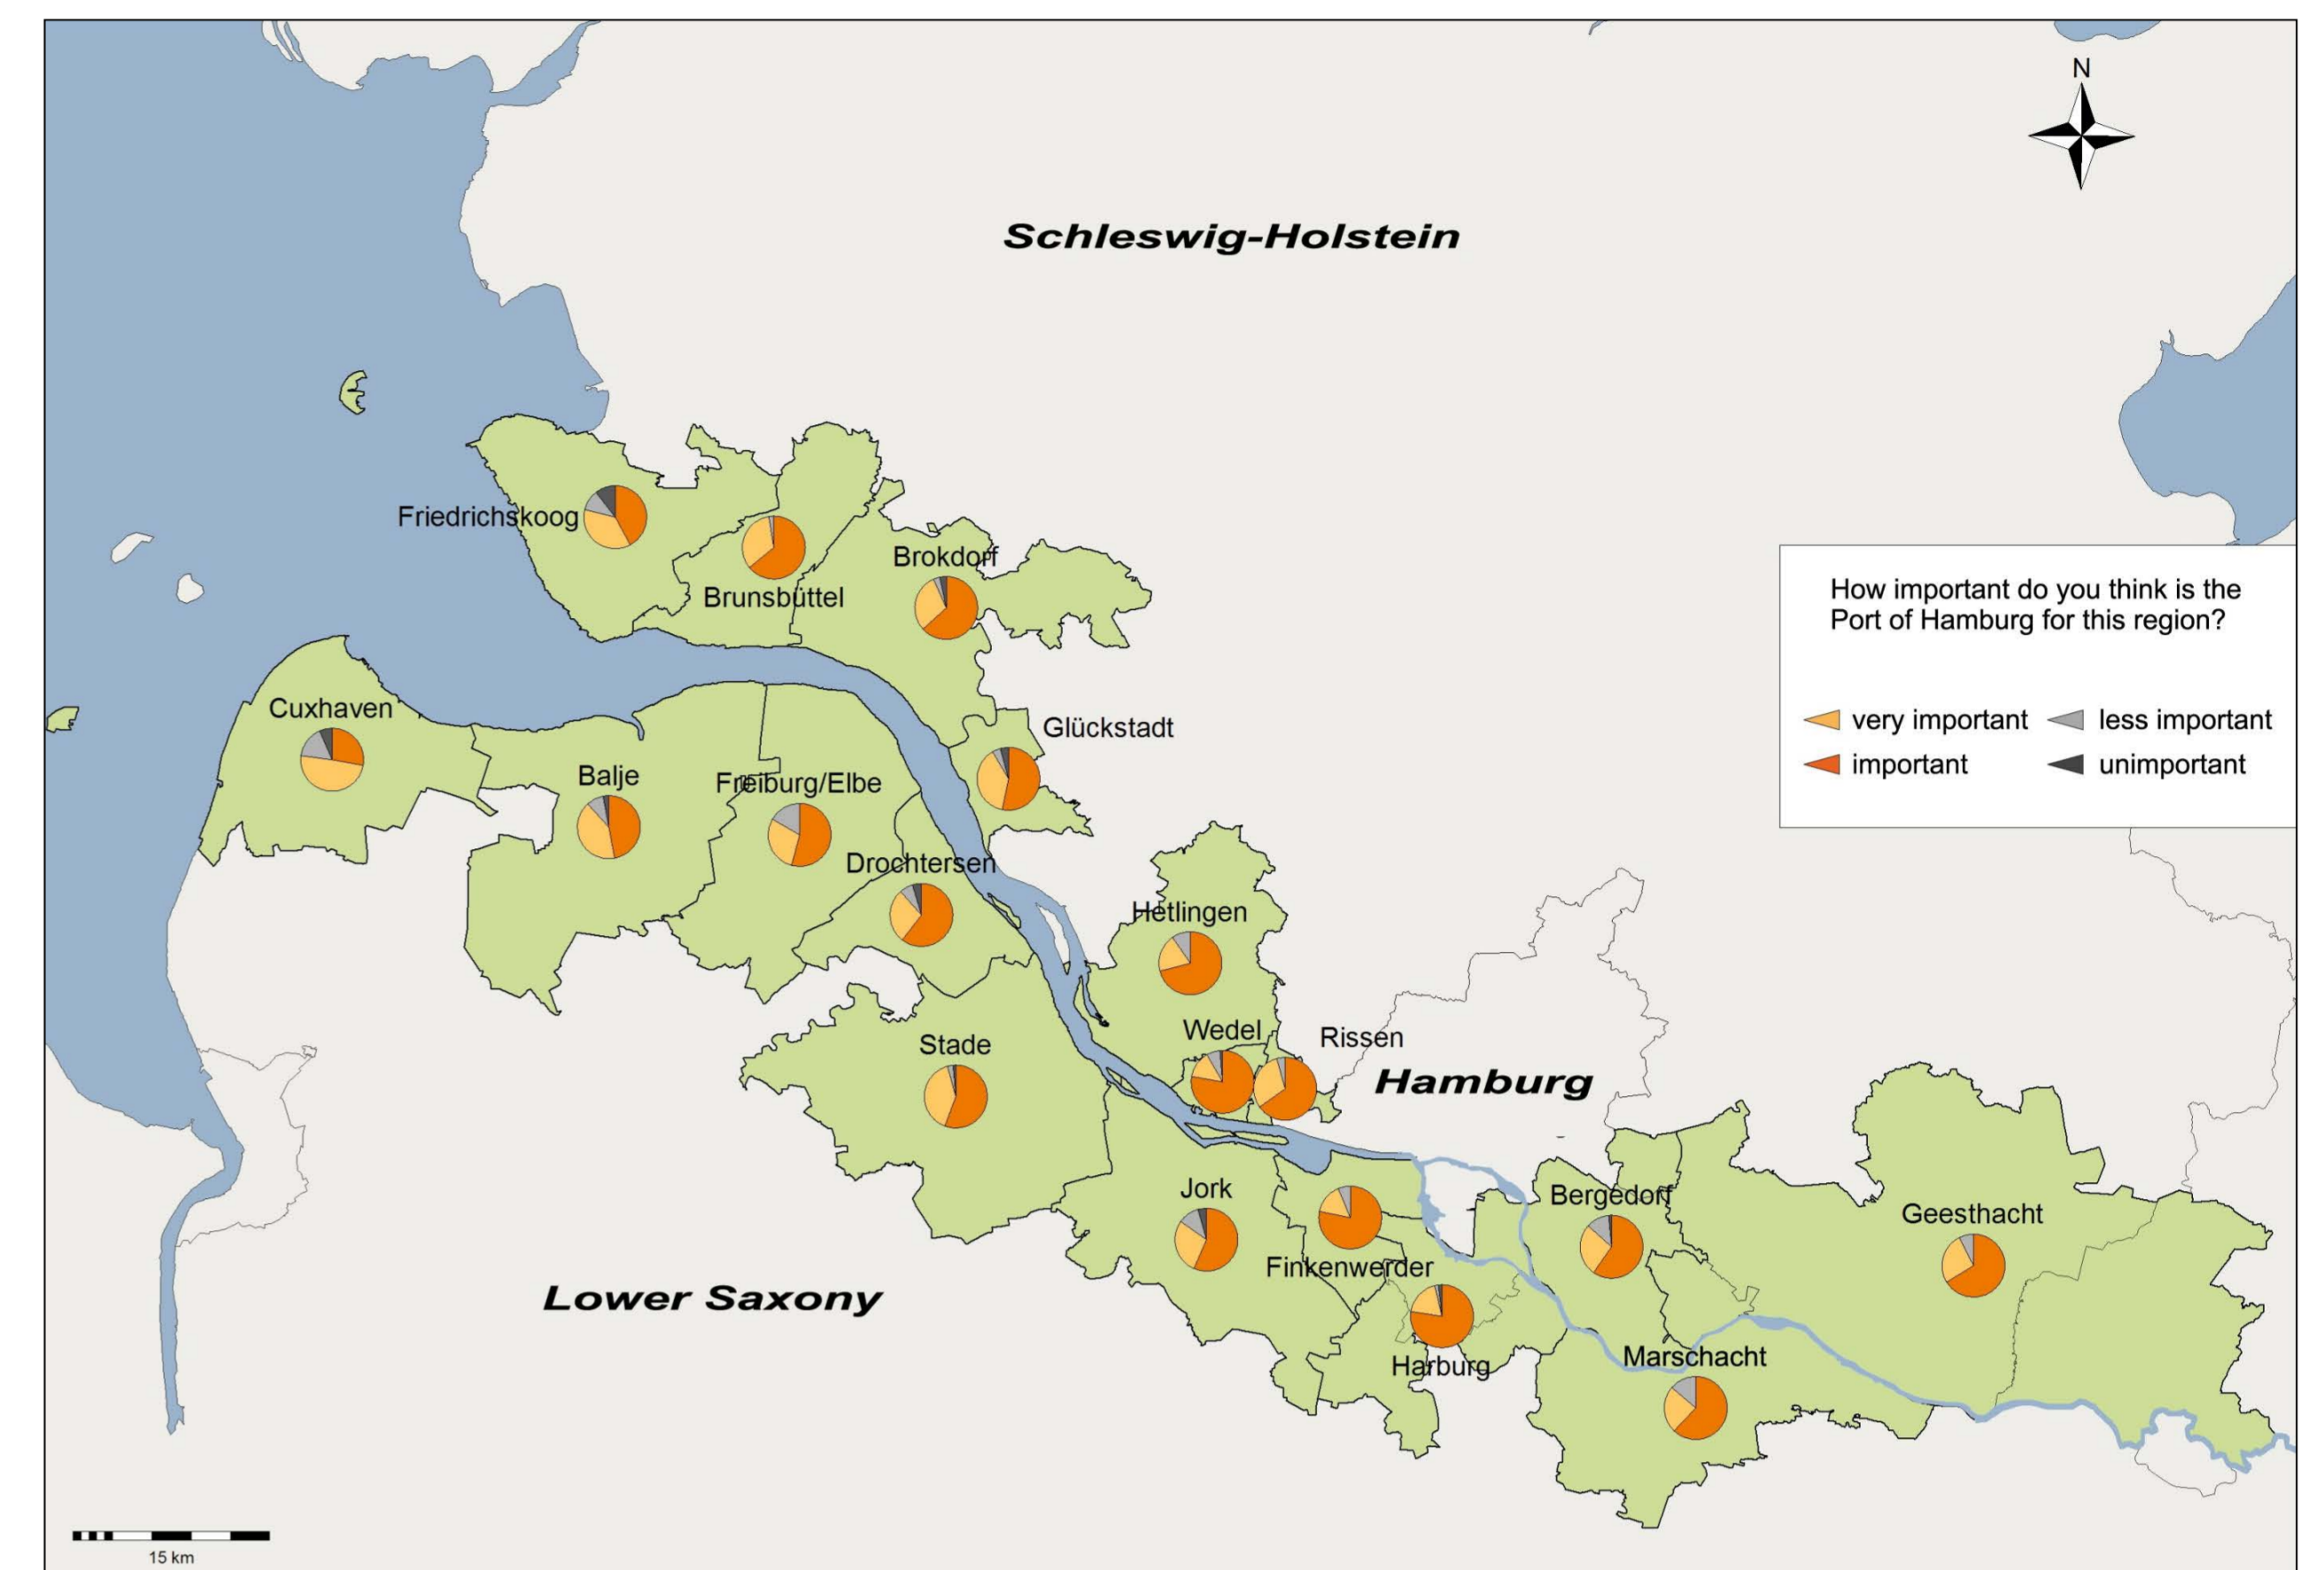 N
Schleswig-Holstein
Friedrichskoog
Brunsbüttel
Brokdorf
How important do you think is the
Port of Hamburg for this region?
very important
less important
important
unimportant
Cuxhaven
Glückstadt
Balje
Freiburg/Elbe
Drochtersen
Hetlingen
Wedel
Rissen
Stade
Hamburg
Jork
Bergedorf
Geesthacht
Finkenwerder
Lower Saxony
Harburg
Marschacht
15 km